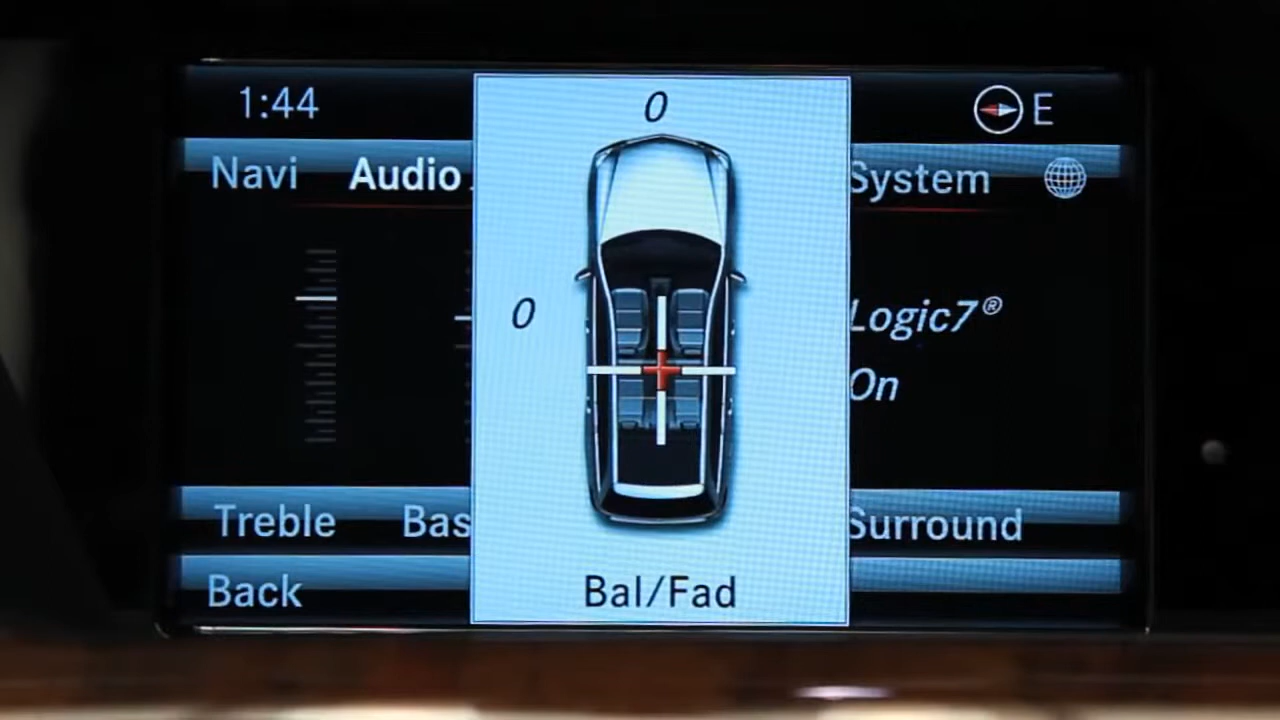 1:44 0 E
Navi Audio System
0 Logic7®
On
Treble Bas Surround
Back Bal/Fad